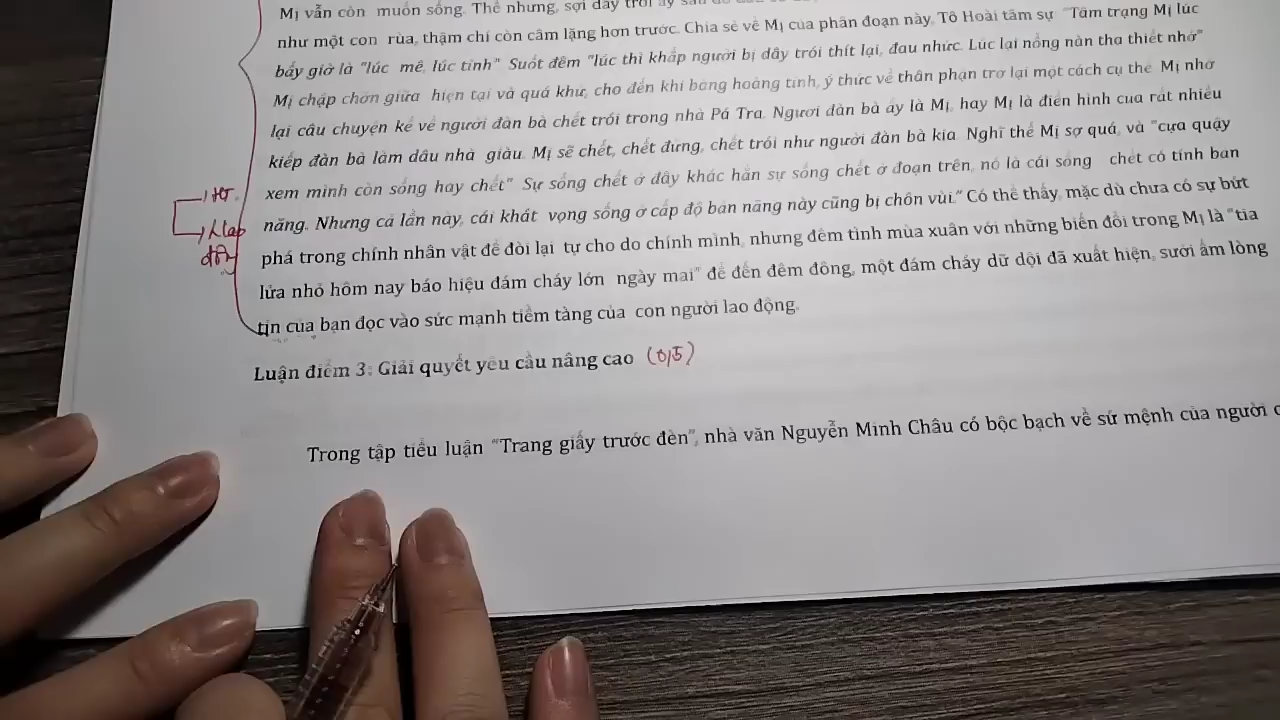 Mị vẫn còn muốn sống. Thế nhưng, sợi dây trói ấy
như một con rùa, thậm chí còn câm lặng hơn trước. Chia sẻ về Mị của phân đoạn này, Tô Hoài tâm sự "Tâm trạng Mị lúc
bấy giờ là "lúc mê, lúc tỉnh" Suốt đêm "lúc thì khắp người bị dây trói thít lại, đau nhức. Lúc lại nồng nàn tha thiết nhớ"
Mị chập chờn giữa hiện tại và quá khứ, cho đến khi bàng hoàng tỉnh, ý thức về thân phận trở lại một cách cụ thể Mị nhớ
lại câu chuyện kể về người đàn bà chết trói trong nhà Pá Tra. Người đàn bà ấy là Mị, hay Mị là điển hình của rất nhiều
kiếp đàn bà làm dâu nhà giàu. Mị sẽ chết, chết đứng, chết trói như người đàn bà kia. Nghĩ thế Mị sợ quá, và "cựa quậy
xem mình còn sống hay chết" Sự sống chết ở đây khác hẳn sự sống chết ở đoạn trên, nó là cái sống chết có tính bản
năng. Nhưng cả lần này, cái khát vọng sống ở cấp độ bản năng này cũng bị chôn vùi." Có thể thấy, mặc dù chưa có sự bứt
phá trong chính nhân vật để đòi lại tự cho do chính mình, nhưng đêm tình mùa xuân với những biến đổi trong Mị là "tia
lửa nhỏ hôm nay báo hiệu đám cháy lớn ngày mai" để đến đêm đông, một đám cháy dữ dội đã xuất hiện, sưởi ấm lòng
tin của bạn đọc vào sức mạnh tiềm tàng của con người lao động.
Luận điểm 3: Giải quyết yêu cầu nâng cao (0,5)
Trong tập tiểu luận "Trang giấy trước đèn", nhà văn Nguyễn Minh Châu có bộc bạch về sứ mệnh của người